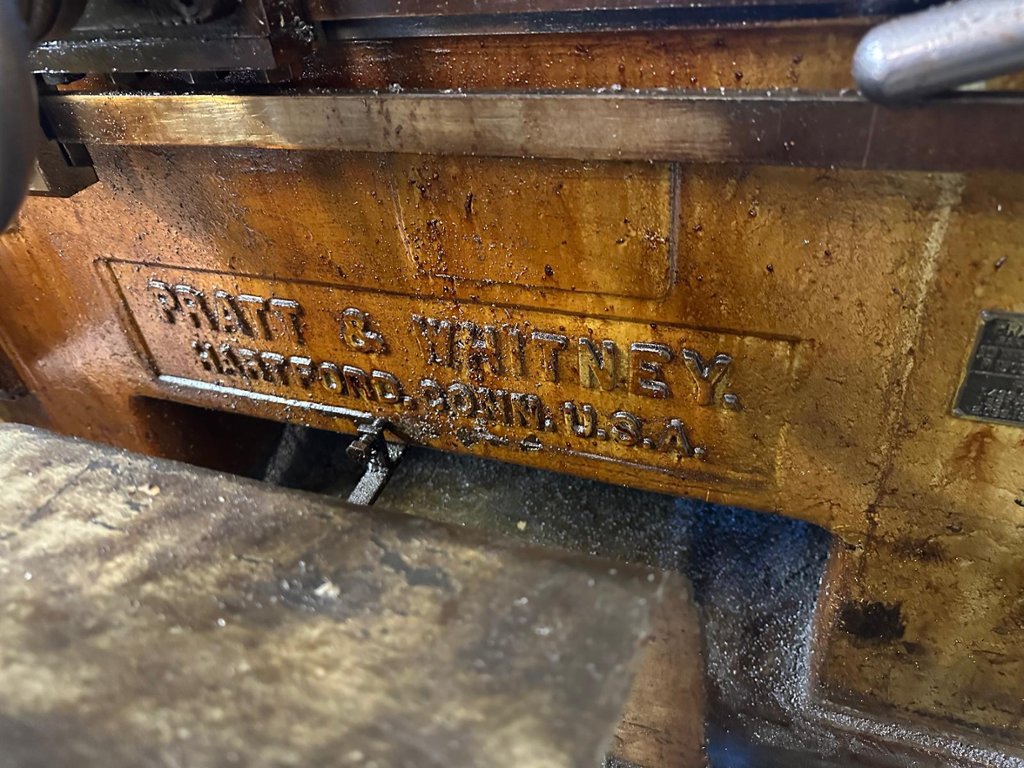 PRATT & WHITNEY.
HARTFORD. CONN. U.S.A.